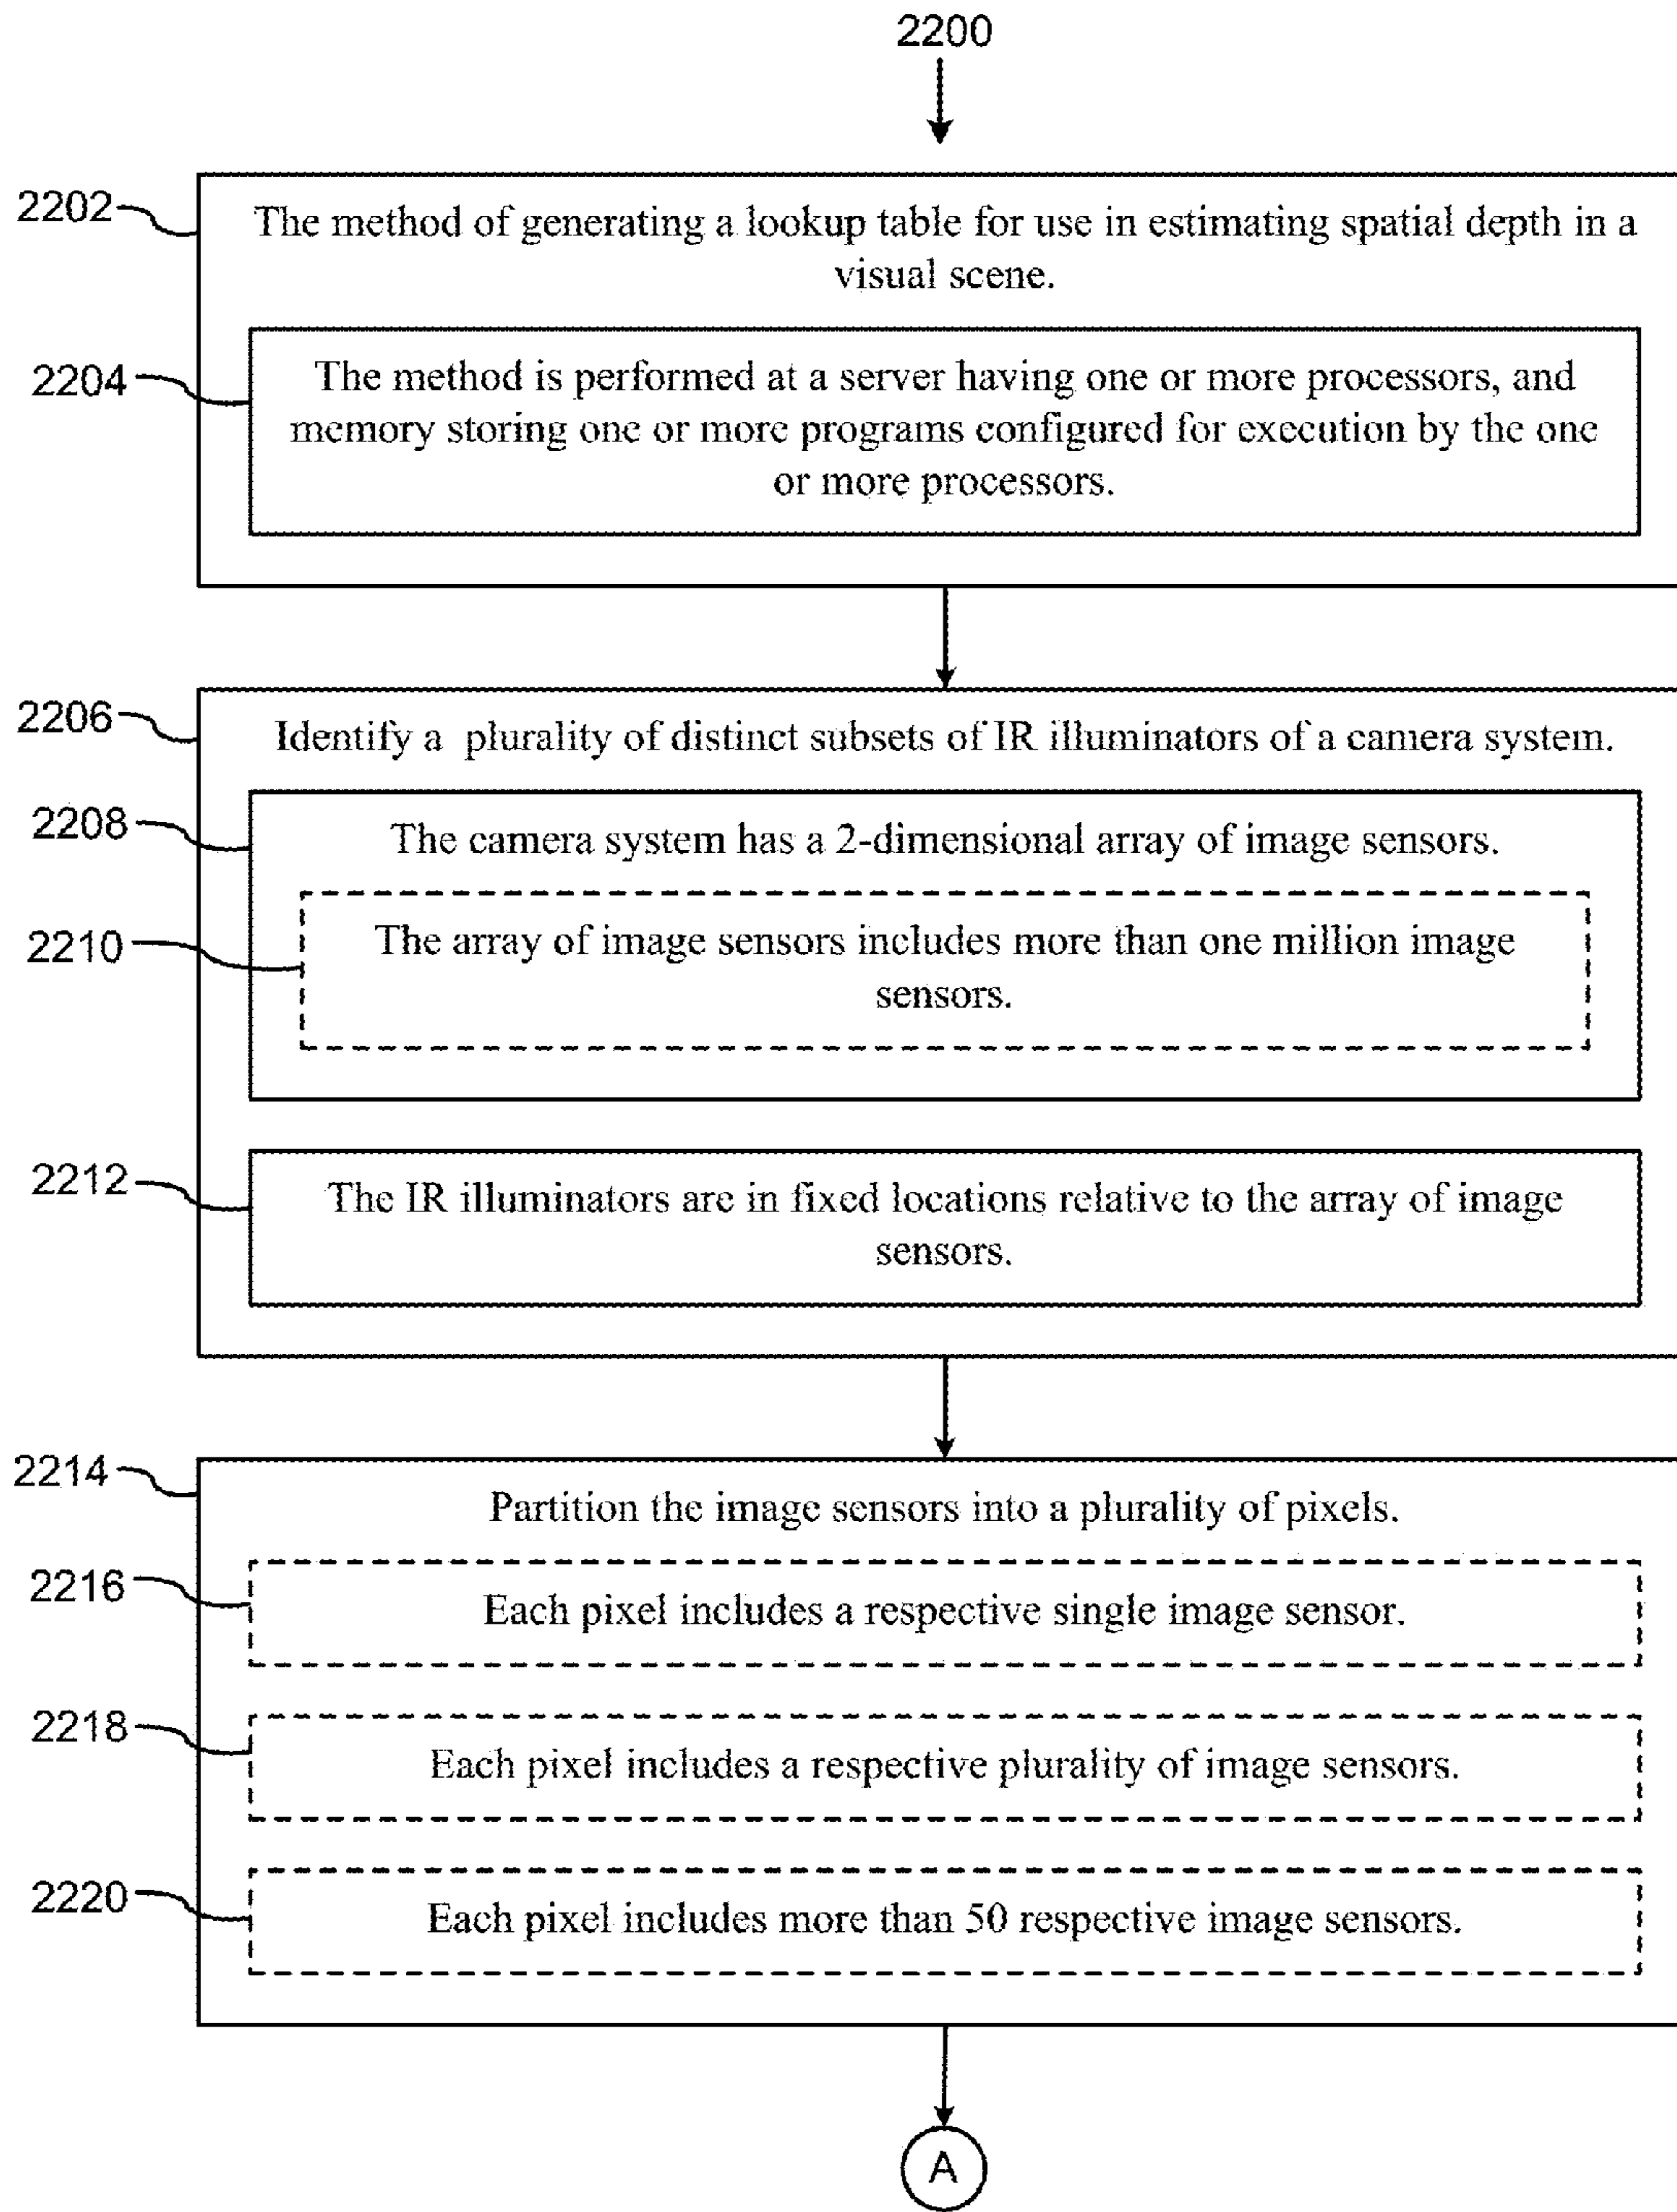 2200
2202
The method of generating a lookup table for use in estimating spatial depth in a
visual scene.
2204
The method is performed at a server having one or more processors, and
memory storing one or more programs configured for execution by the one
or more processors.
2206
Identify a plurality of distinct subsets of IR illuminators of a camera system.
2208
The camera system has a 2-dimensional array of image sensors.
2210
The array of image sensors includes more than one million image
sensors.
2212
The IR illuminators are in fixed locations relative to the array of image
sensors.
2214
Partition the image sensors into a plurality of pixels.
2216
Each pixel includes a respective single image sensor.
2218
Each pixel includes a respective plurality of image sensors.
2220
Each pixel includes more than 50 respective image sensors.
A